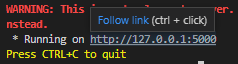 WARNING: This
ver.
nstead.
Follow link (ctrl + click)
* Running on http://127.0.0.1:5000
Press CTRL+C to quit